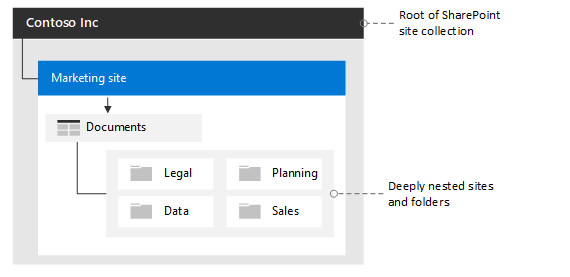 Contoso Inc
Root of SharePoint
site collection
Marketing site
Documents
Legal
Planning
Data
Sales
Deeply nested sites
and folders